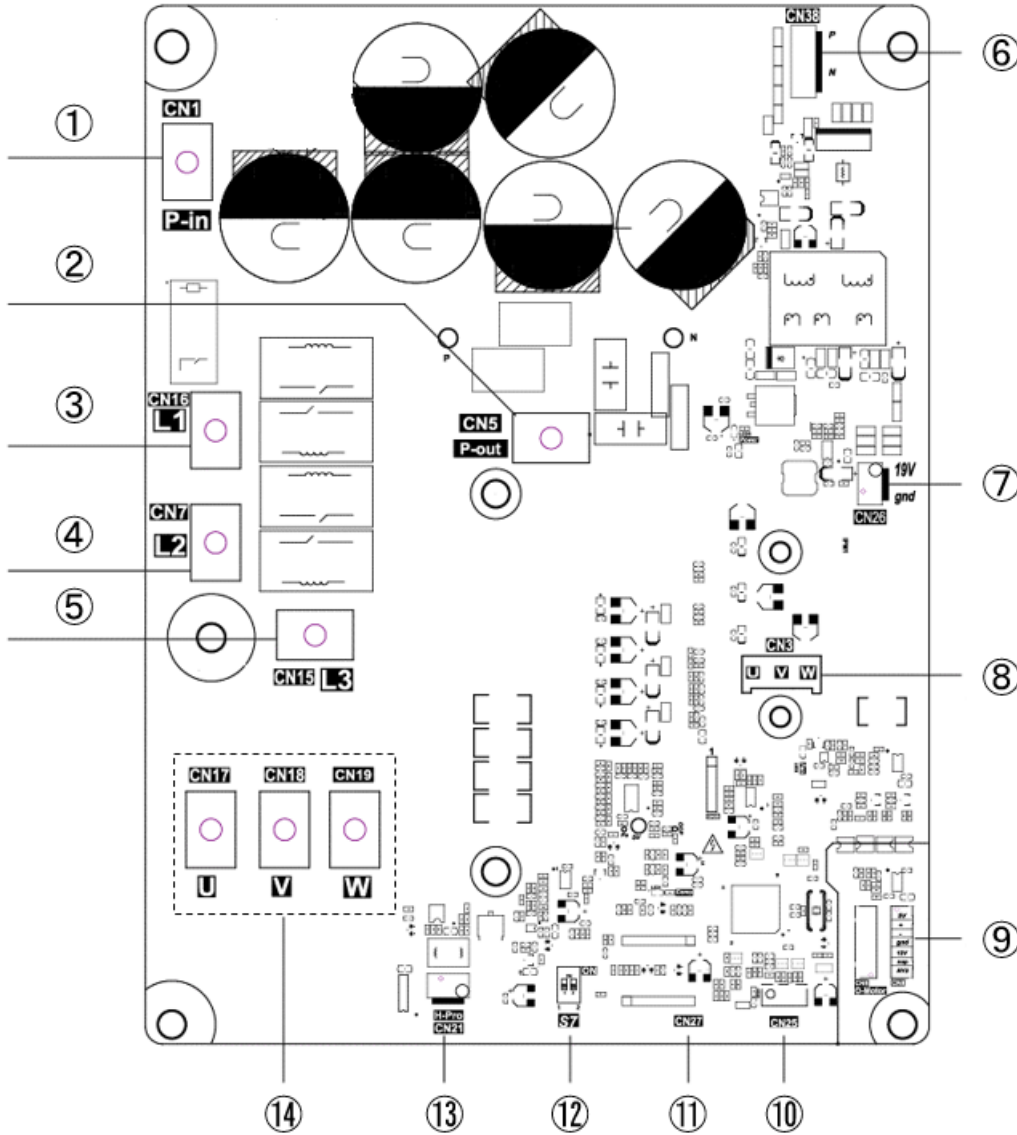 CN38
P
N
⑥
①
CN1
P-in
②
P
N
③
CN16
L1
CN5
P-out
19V
gnd
CN26
⑦
④
CN7
L2
⑤
CN15 L3
CN3
U V W
⑧
CN17 CN18 CN19
U V W
gnd
⑨
ON
S7
H-Pro
CN21
CN27
CN25
⑭ ⑬ ⑫ ⑪ ⑩